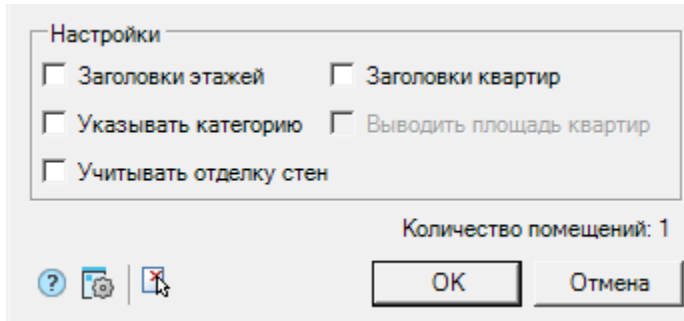 Настройки
Заголовки этажей Заголовки квартир
Указывать категорию Выводить площадь квартир
Учитывать отделку стен
Количество помещений: 1
? OK Отмена